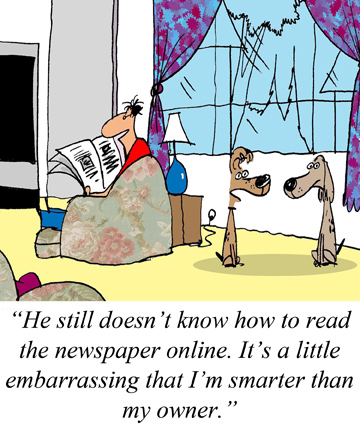 “He still doesn’t know how to read
the newspaper online. It’s a little
embarrassing that I’m smarter than
my owner.”